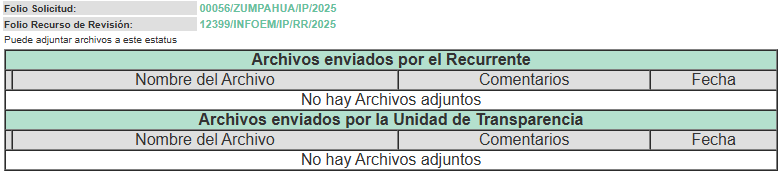 Folio Solicitud: 00056/ZUMPAHUA/IP/2025
Folio Recurso de Revisión: 12399/INFOEM/IP/RR/2025
Puede adjuntar archivos a este estatus
Archivos enviados por el Recurrente
Nombre del Archivo Comentarios Fecha
No hay Archivos adjuntos
Archivos enviados por la Unidad de Transparencia
Nombre del Archivo Comentarios Fecha
No hay Archivos adjuntos